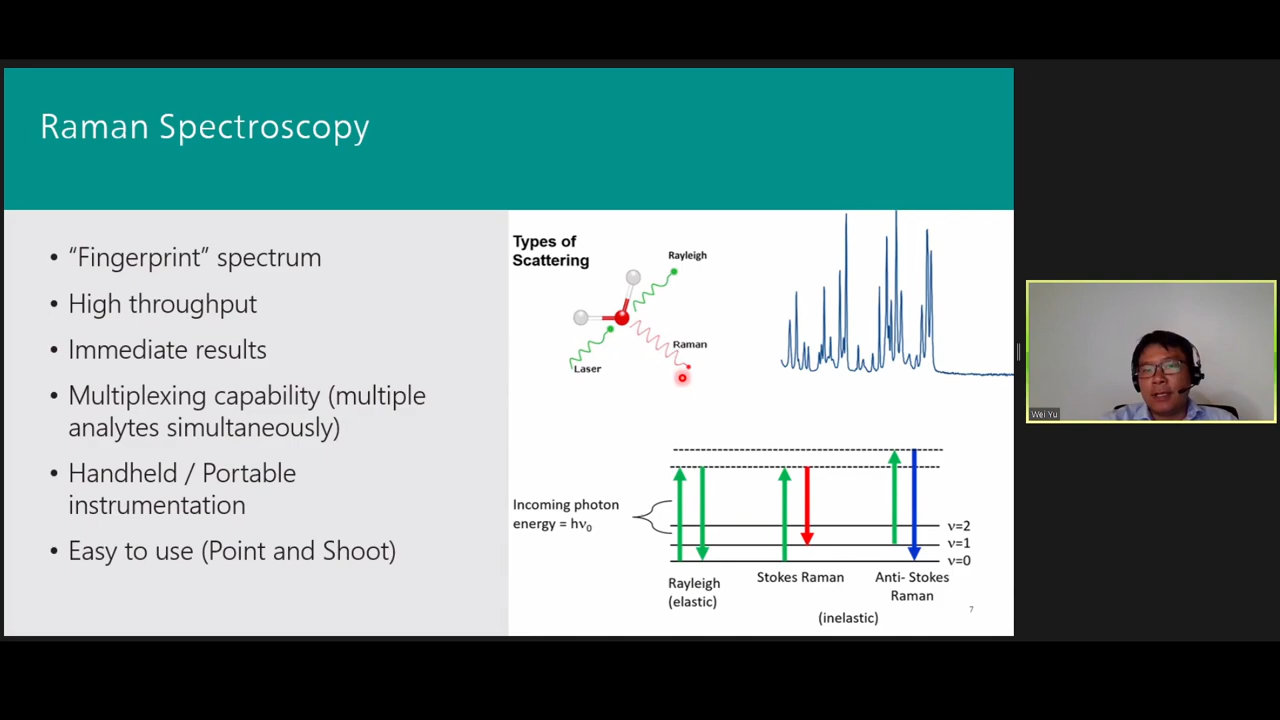 Raman Spectroscopy
• “Fingerprint” spectrum
• High throughput
• Immediate results
• Multiplexing capability (multiple
analytes simultaneously)
• Handheld / Portable
instrumentation
• Easy to use (Point and Shoot)
Types of
Scattering
Rayleigh
Raman
Laser
Incoming photon
energy = hν₀
ν=2
ν=1
ν=0
Rayleigh
(elastic)
Stokes Raman
Anti- Stokes
Raman
(inelastic)
7
Wei Yu